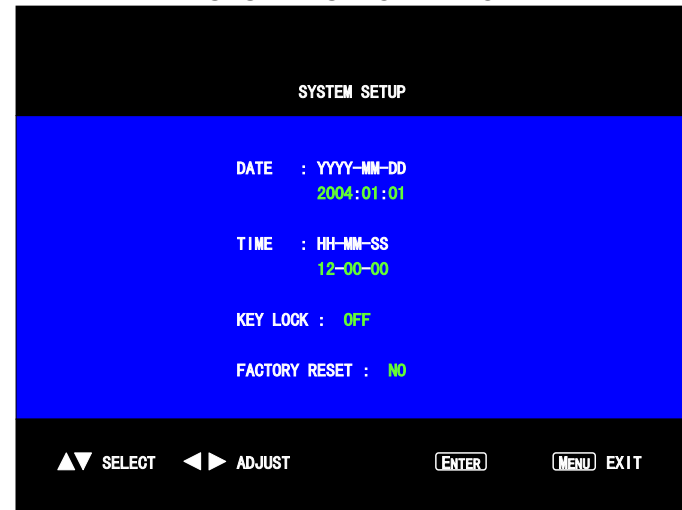 SYSTEM SETUP
DATE : YYYY-MM-DD
2004:01:01
TIME : HH-MM-SS
12-00-00
KEY LOCK : OFF
FACTORY RESET : NO
▲▼ SELECT ◀▶ ADJUST ENTER MENU EXIT